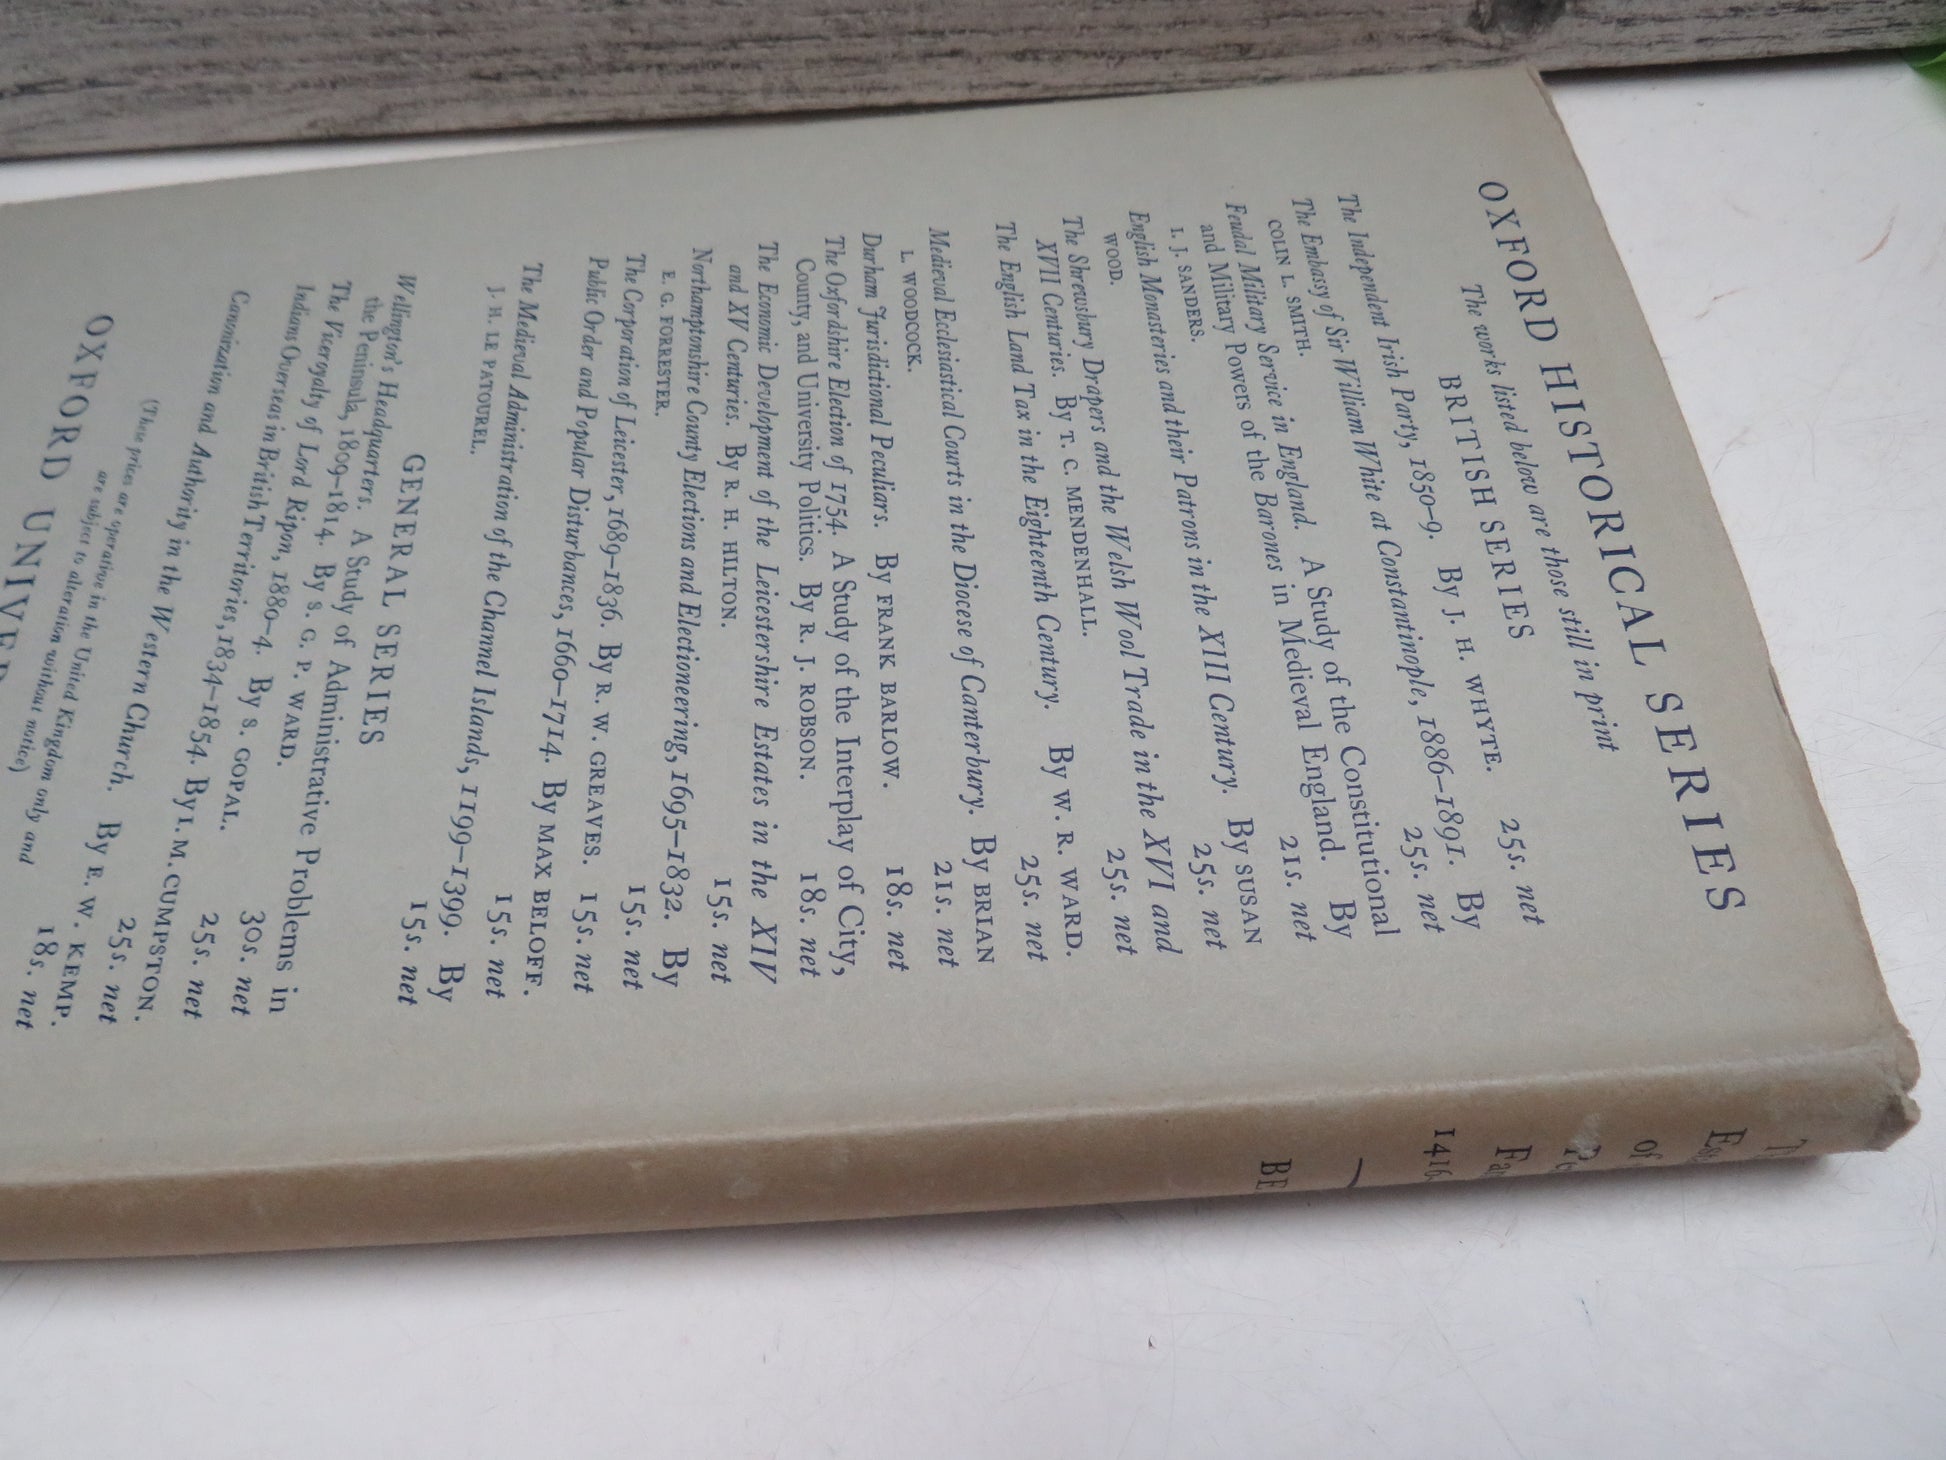 OXFORD HISTORICAL SERIES
The works listed below are those still in print
BRITISH SERIES
The Independent Irish Party, 1850-9. By J. H. WHYTE. 25s. net
The Embassy of Sir William White at Constantinople, 1886-1891. By
COLIN L. SMITH. 25s. net
Feudal Military Service in England. A Study of the Constitutional
and Military Powers of the Barones in Medieval England. By
I. J. SANDERS. 21s. net
English Monasteries and their Patrons in the XIII Century. By SUSAN
WOOD. 25s. net
The Shrewsbury Drapers and the Welsh Wool Trade in the XVI and
XVII Centuries. By T. C. MENDENHALL. 25s. net
The English Land Tax in the Eighteenth Century. By W. R. WARD.
25s. net
Medieval Ecclesiastical Courts in the Diocese of Canterbury. By BRIAN
L. WOODCOCK. 21s. net
Durham Jurisdictional Peculiars. By FRANK BARLOW. 18s. net
The Oxfordshire Election of 1754. A Study of the Interplay of City,
County, and University Politics. By R. J. ROBSON. 18s. net
The Economic Development of the Leicestershire Estates in the XIV
and XV Centuries. By R. H. HILTON. 15s. net
Northamptonshire County Elections and Electioneering, 1695-1832. By
E. G. FORRESTER. 15s. net
The Corporation of Leicester, 1689-1836. By R. W. GREAVES. 15s. net
Public Order and Popular Disturbances, 1660-1714. By MAX BELOFF.
15s. net
The Medieval Administration of the Channel Islands, 1199-1399. By
J. H. LE PATOUREL. 15s. net
GENERAL SERIES
Wellington's Headquarters. A Study of Administrative Problems in
the Peninsula, 1809-1814. By S. G. P. WARD. 30s. net
The Viceroyalty of Lord Ripon, 1880-4. By S. GOPAL. 25s. net
Indians Overseas in British Territories, 1834-1854. By I. M. CUMPSTON.
25s. net
Canonization and Authority in the Western Church. By E. W. KEMP.
18s. net
(These prices are operative in the United Kingdom only and
are subject to alteration without notice)
OXFORD UNIVER
T
Est
of
Pe
Fa
1416
BE